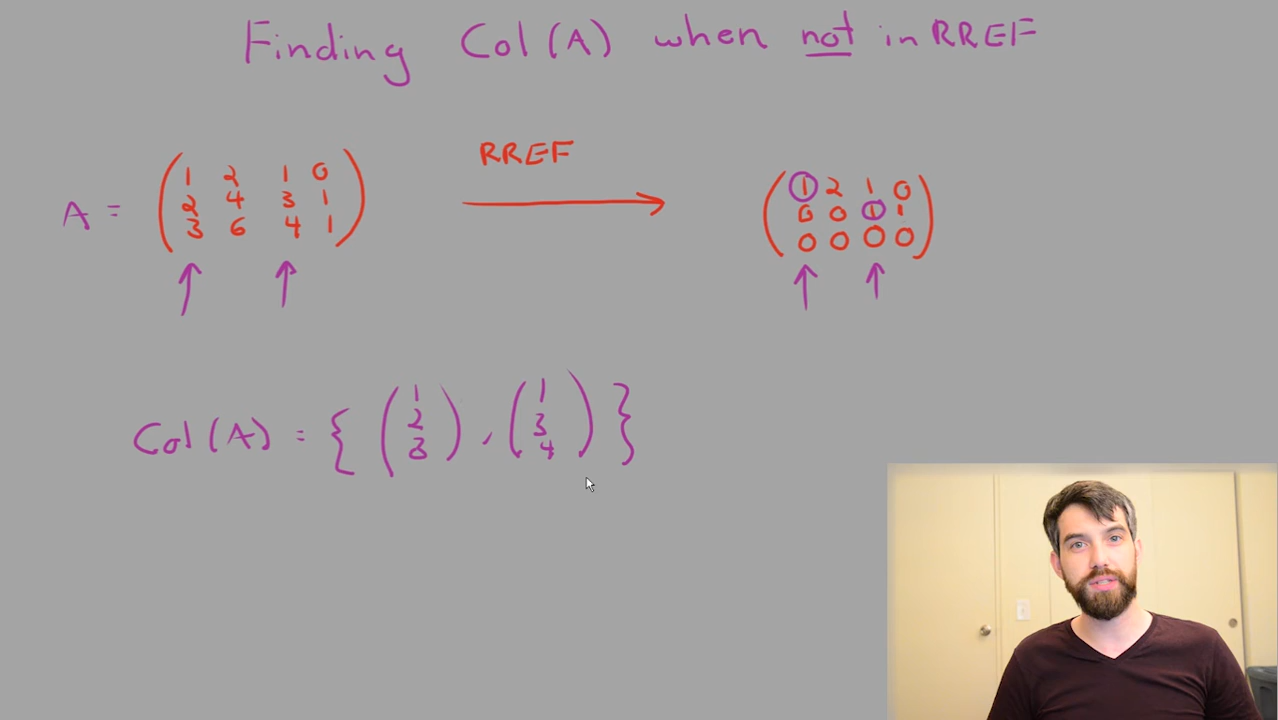 Finding Col(A) when not in RREF
RREF
A = ( 1 2 1 0
2 4 3 1
3 6 4 1 )
( 1 2 1 0
0 0 1 1
0 0 0 0 )
Col(A) = { ( 1 2 3 ) , ( 1 3 4 ) }